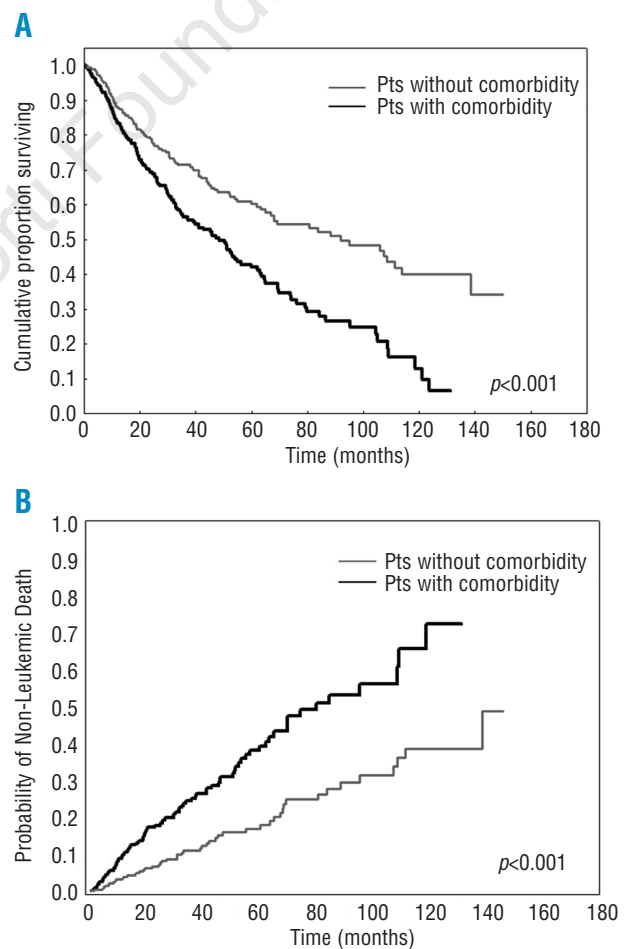 A
1.0
0.9
0.8
0.7
0.6
0.5
0.4
0.3
0.2
0.1
0.0
Cumulative proportion surviving
Pts without comorbidity
Pts with comorbidity
p<0.001
0 20 40 60 80 100 120 140 160 180
Time (months)
B
1.0
0.9
0.8
0.7
0.6
0.5
0.4
0.3
0.2
0.1
0.0
Probability of Non-Leukemic Death
Pts without comorbidity
Pts with comorbidity
p<0.001
0 20 40 60 80 100 120 140 160 180
Time (months)